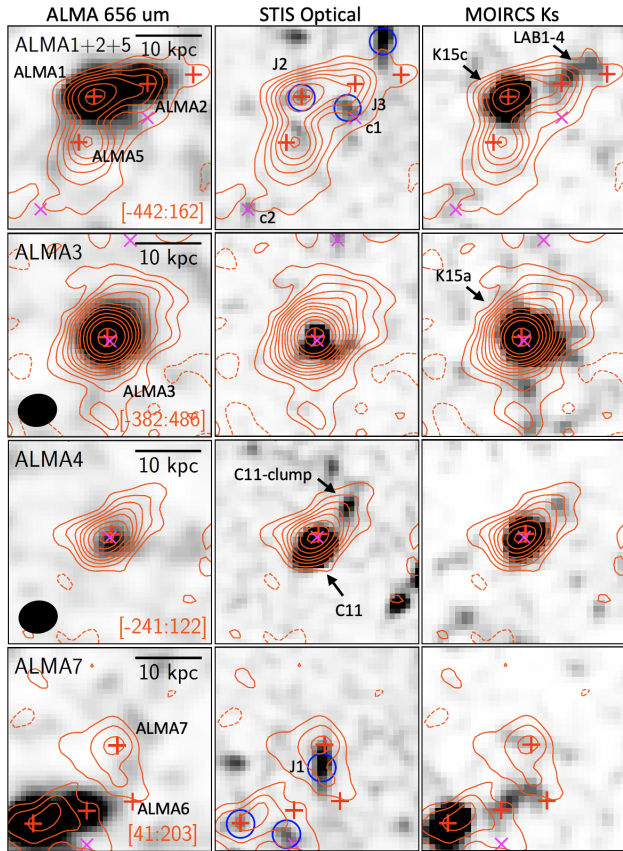 ALMA 656 um STIS Optical MOIRCS Ks
ALMA1+2+5 10 kpc
ALMA1
ALMA2
ALMA5
[-442:162]
J2
J3
c1
c2
LAB1-4
K15c
ALMA3 10 kpc
ALMA3
[-382:486]
K15a
ALMA4 10 kpc
[-241:122]
C11-clump
C11
ALMA7 10 kpc
ALMA7
ALMA6
[41:203]
J1